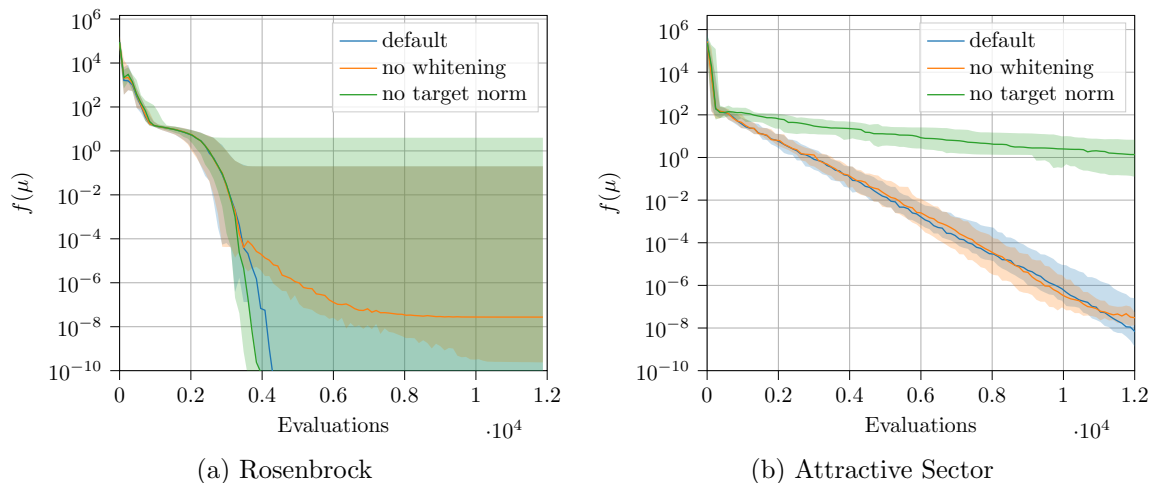 10^6
10^4
10^2
10^0
10^−2
10^−4
10^−6
10^−8
10^−10
f(μ)
default
no whitening
no target norm
0 0.2 0.4 0.6 0.8 1 1.2
Evaluations
·10^4
(a) Rosenbrock
10^6
10^4
10^2
10^0
10^−2
10^−4
10^−6
10^−8
10^−10
f(μ)
default
no whitening
no target norm
0 0.2 0.4 0.6 0.8 1 1.2
Evaluations
·10^4
(b) Attractive Sector